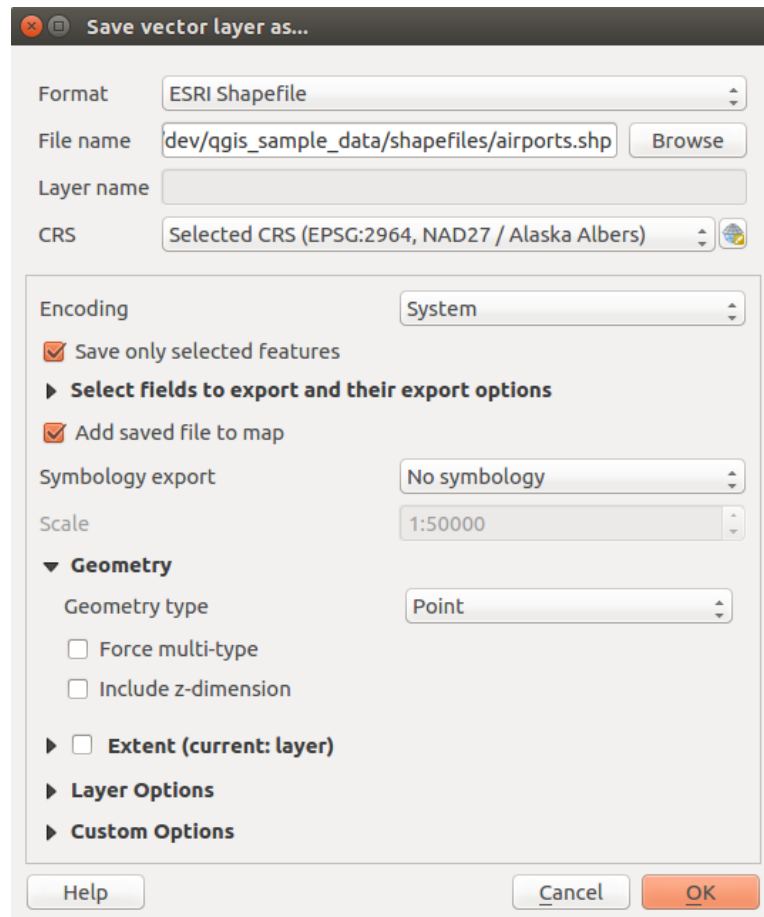 Save vector layer as...
Format ESRI Shapefile
File name /dev/qgis_sample_data/shapefiles/airports.shp Browse
Layer name
CRS Selected CRS (EPSG:2964, NAD27 / Alaska Albers)
Encoding System
Save only selected features
Select fields to export and their export options
Add saved file to map
Symbology export No symbology
Scale 1:50000
Geometry
Geometry type Point
Force multi-type
Include z-dimension
Extent (current: layer)
Layer Options
Custom Options
Help Cancel OK